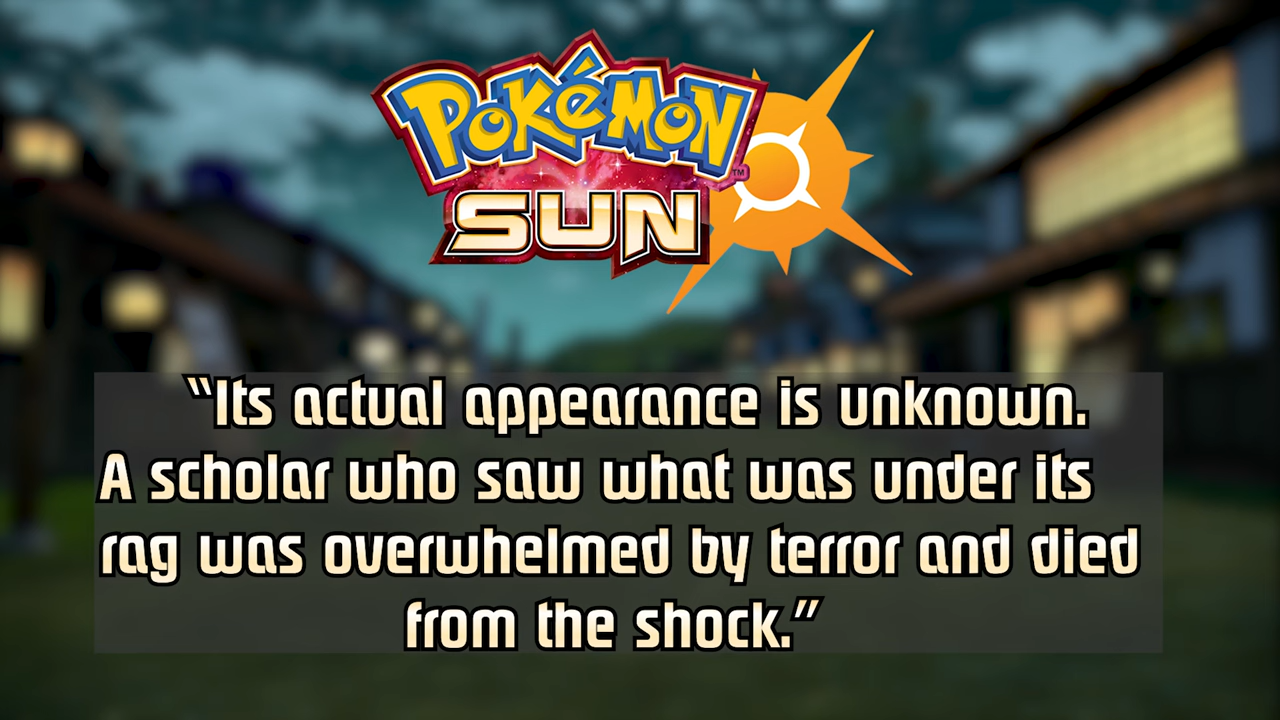 POKÉMON
TM
SUN
“Its actual appearance is unknown.
A scholar who saw what was under its
rag was overwhelmed by terror and died
from the shock.”